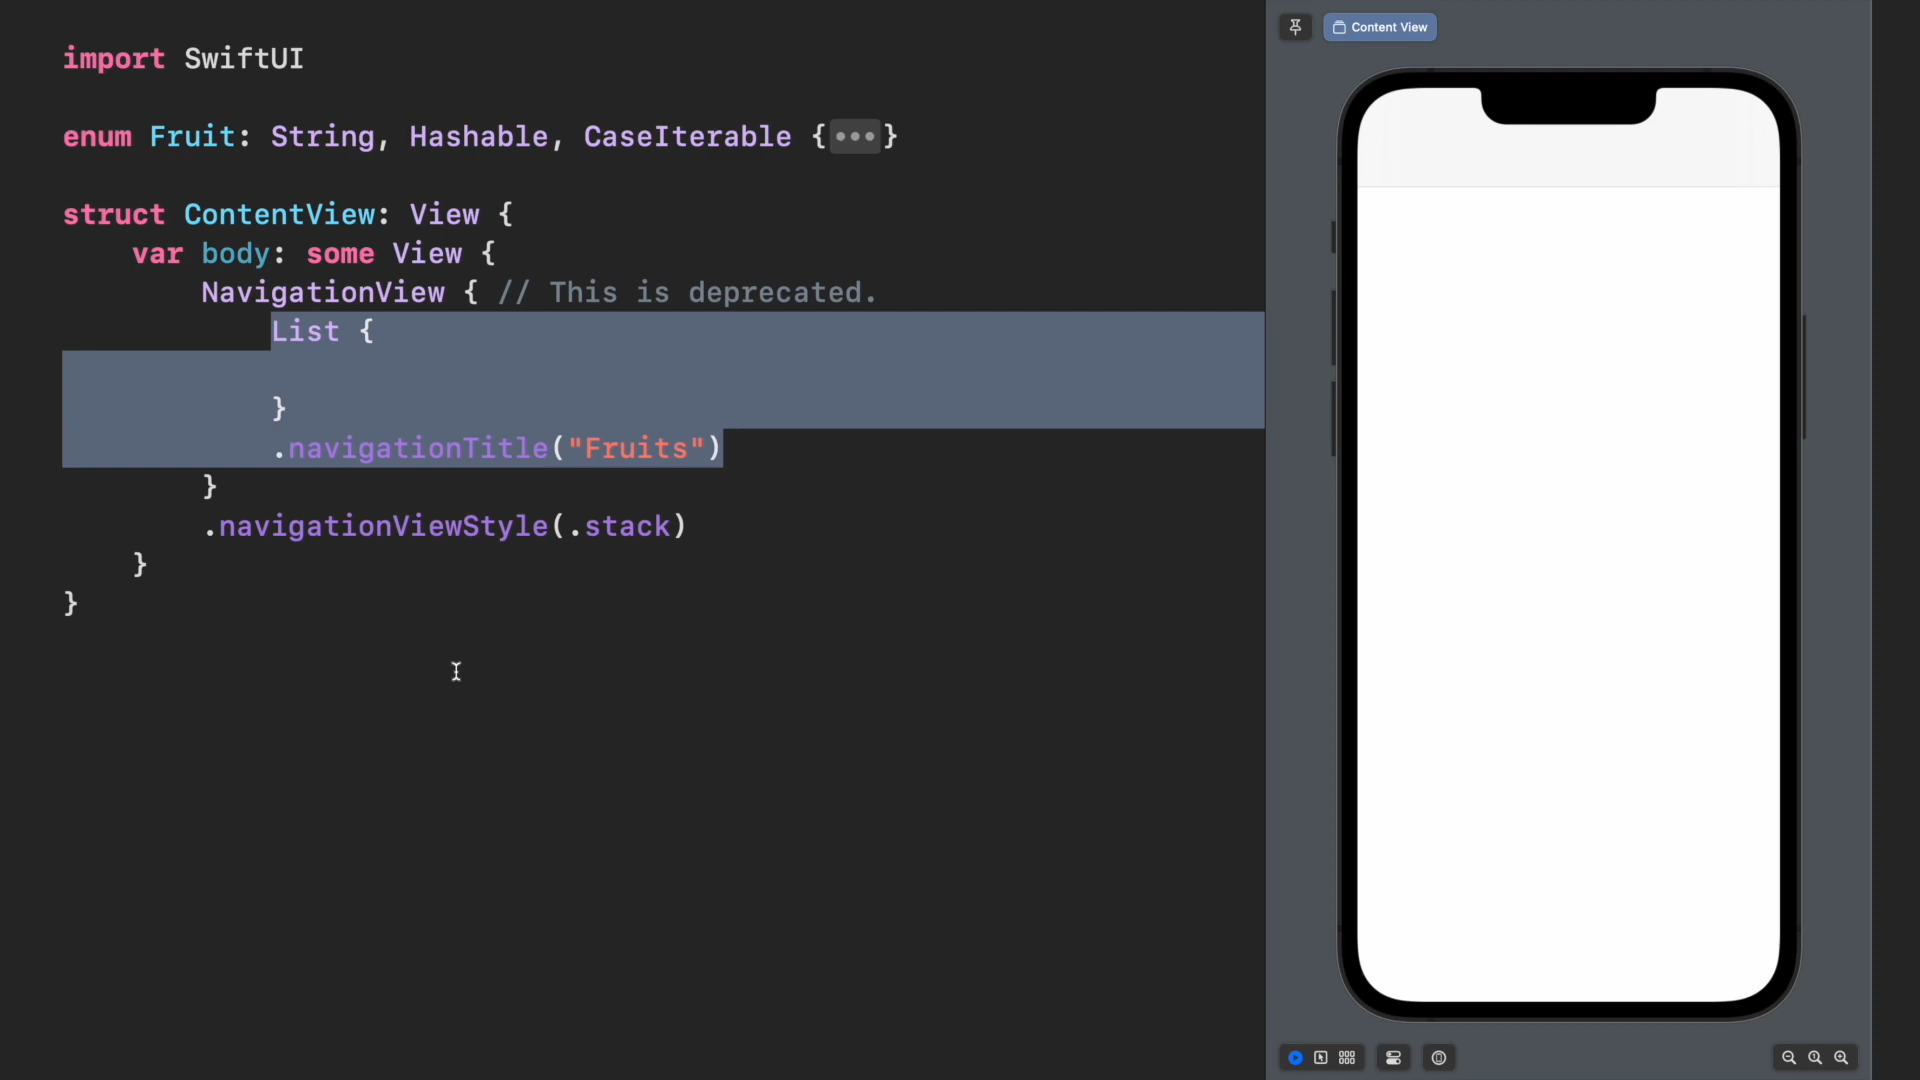 import SwiftUI
enum Fruit: String, Hashable, CaseIterable {•••}
struct ContentView: View {
var body: some View {
NavigationView { // This is deprecated.
List {
}
.navigationTitle("Fruits")
}
.navigationViewStyle(.stack)
}
}
Content View